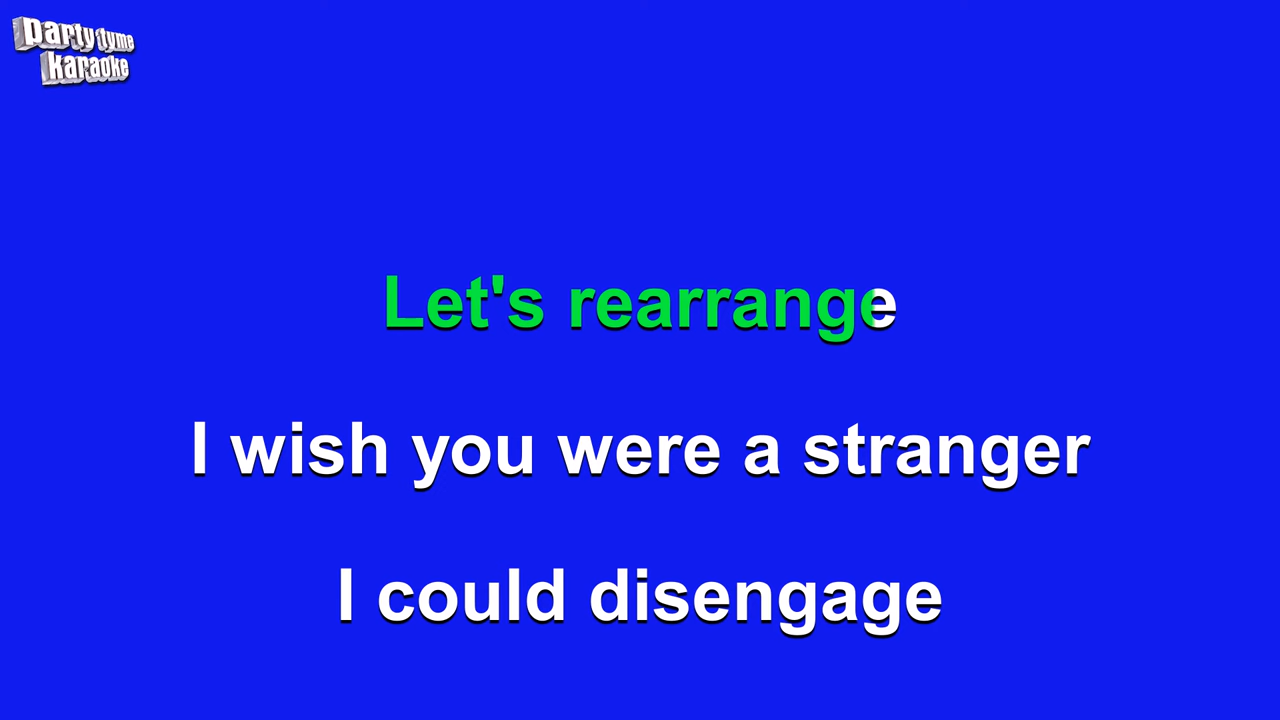 party tyme
karaoke
Let's rearrange
I wish you were a stranger
I could disengage